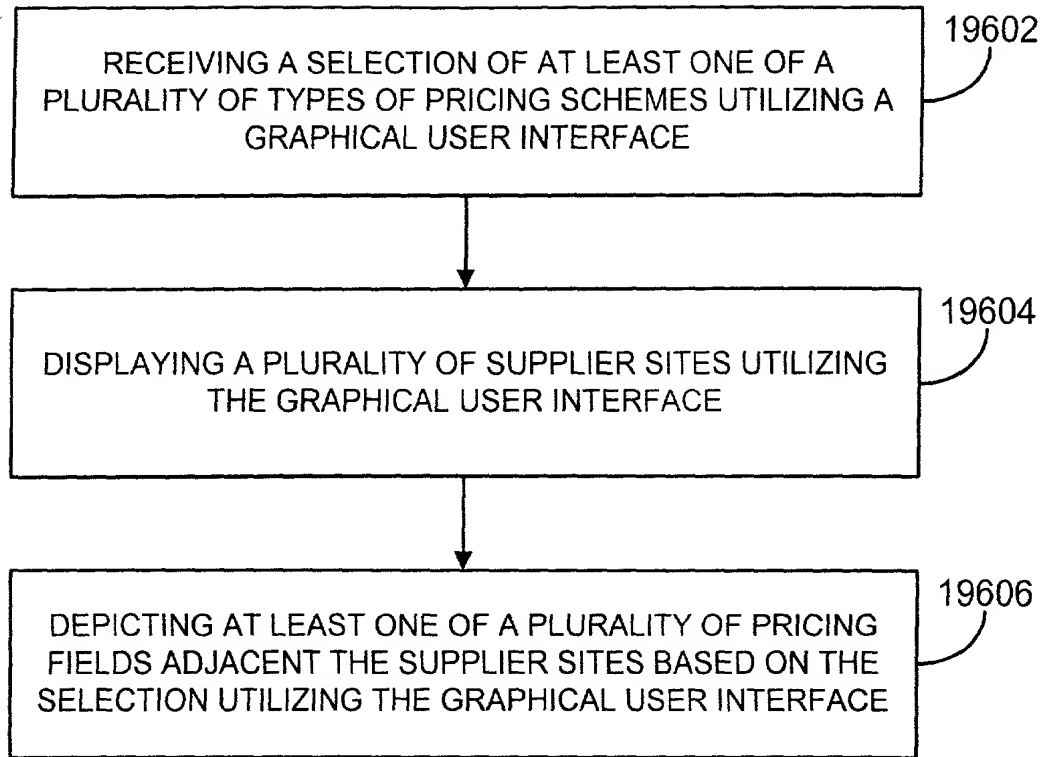 19602
RECEIVING A SELECTION OF AT LEAST ONE OF A
PLURALITY OF TYPES OF PRICING SCHEMES UTILIZING A
GRAPHICAL USER INTERFACE
19604
DISPLAYING A PLURALITY OF SUPPLIER SITES UTILIZING
THE GRAPHICAL USER INTERFACE
19606
DEPICTING AT LEAST ONE OF A PLURALITY OF PRICING
FIELDS ADJACENT THE SUPPLIER SITES BASED ON THE
SELECTION UTILIZING THE GRAPHICAL USER INTERFACE